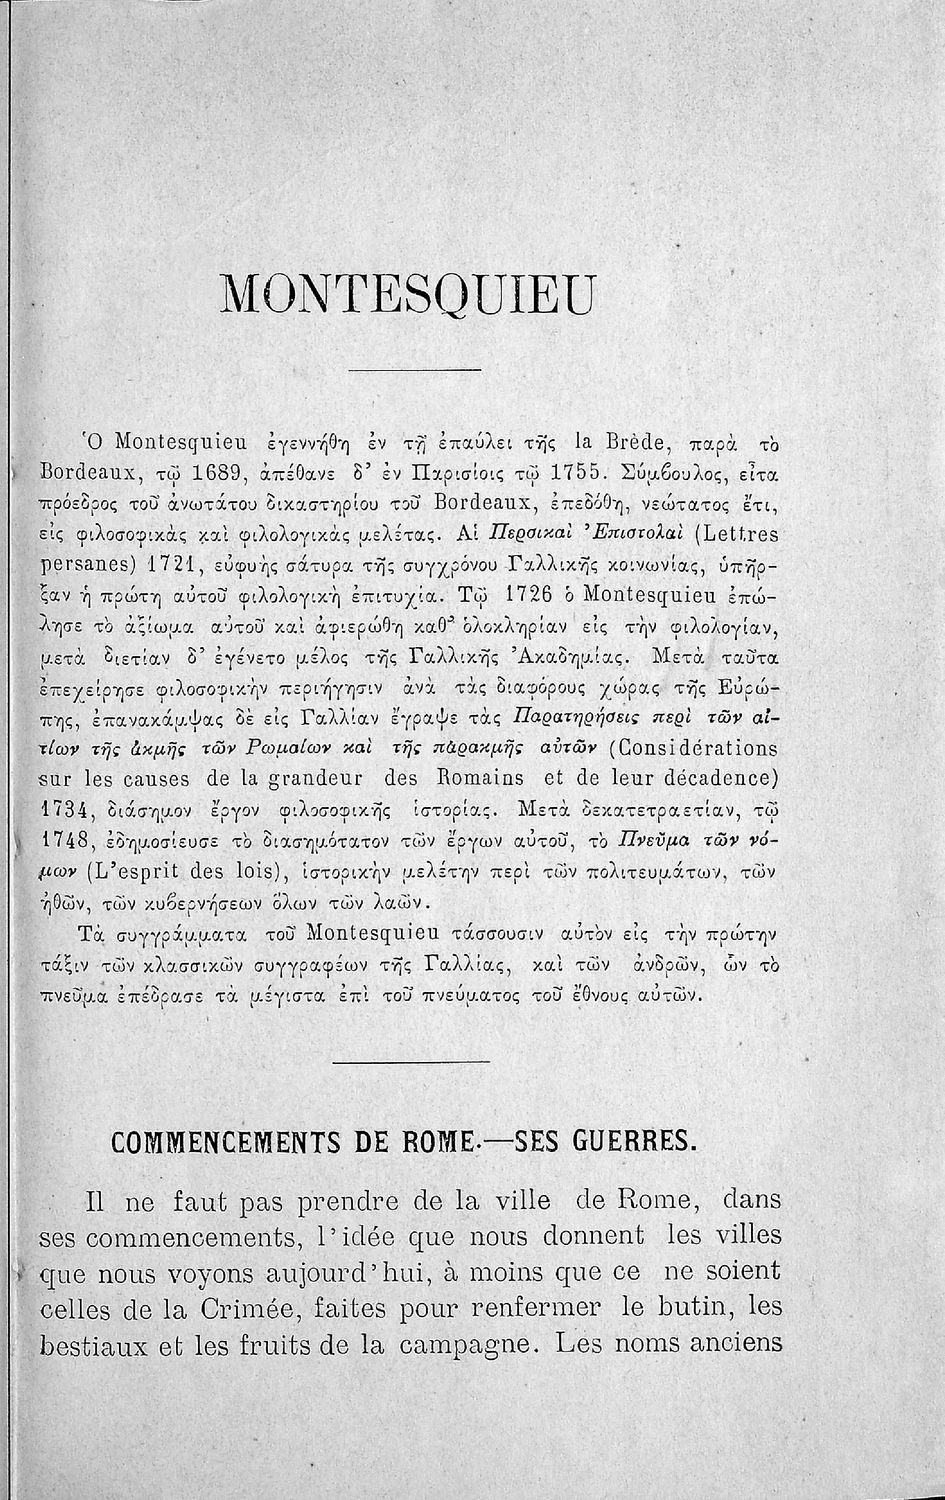 MONTESQUIEU
Ὁ Montesquieu ἐγεννήθη ἐν τῇ ἐπαύλει τῆς la Brède, παρὰ τὸ
Bordeaux, τῷ 1689, ἀπέθανε δ’ ἐν Παρισίοις τῷ 1755. Σύμβουλος, εἶτα
πρόεδρος τοῦ ἀνωτάτου δικαστηρίου τοῦ Bordeaux, ἐπεδόθη, νεώτατος ἔτι,
εἰς φιλοσοφικὰς καὶ φιλολογικὰς μελέτας. Αἱ Περσικαὶ Ἐπιστολαὶ (Lettres
persanes) 1721, εὐφυὴς σάτυρα τῆς συγχρόνου Γαλλικῆς κοινωνίας, ὑπῆρ-
ξαν ἡ πρώτη αὐτοῦ φιλολογικὴ ἐπιτυχία. Τῷ 1726 ὁ Montesquieu ἐπώ-
λησε τὸ ἀξίωμα αὐτοῦ καὶ ἀφιερώθη καθ’ ὁλοκληρίαν εἰς τὴν φιλολογίαν,
μετὰ διετίαν δ’ ἐγένετο μέλος τῆς Γαλλικῆς Ἀκαδημίας. Μετὰ ταῦτα
ἐπεχείρησε φιλοσοφικὴν περιήγησιν ἀνὰ τὰς διαφόρους χώρας τῆς Εὐρώ-
πης, ἐπανακάμψας δὲ εἰς Γαλλίαν ἔγραψε τὰς Παρατηρήσεις περὶ τῶν αἰ-
τίων τῆς ἀκμῆς τῶν Ρωμαίων καὶ τῆς παρακμῆς αὐτῶν (Considérations
sur les causes de la grandeur des Romains et de leur décadence)
1734, διάσημον ἔργον φιλοσοφικῆς ἱστορίας. Μετὰ δεκατετραετίαν, τῷ
1748, ἐδημοσίευσε τὸ διασημότατον τῶν ἔργων αὐτοῦ, τὸ Πνεῦμα τῶν νό-
μων (L’esprit des lois), ἱστορικὴν μελέτην περὶ τῶν πολιτευμάτων, τῶν
ἠθῶν, τῶν κυβερνήσεων ὅλων τῶν λαῶν.
Τὰ συγγράμματα τοῦ Montesquieu τάσσουσιν αὐτὸν εἰς τὴν πρώτην
τάξιν τῶν κλασσικῶν συγγραφέων τῆς Γαλλίας, καὶ τῶν ἀνδρῶν, ὧν τὸ
πνεῦμα ἐπέδρασε τὰ μέγιστα ἐπὶ τοῦ πνεύματος τοῦ ἔθνους αὐτῶν.
COMMENCEMENTS DE ROME.—SES GUERRES.
Il ne faut pas prendre de la ville de Rome, dans
ses commencements, l’idée que nous donnent les villes
que nous voyons aujourd’hui, à moins que ce ne soient
celles de la Crimée, faites pour renfermer le butin, les
bestiaux et les fruits de la campagne. Les noms anciens